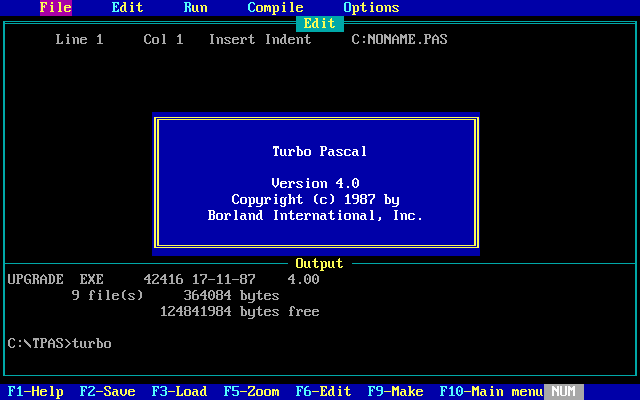 File Edit Run Compile Options
Edit
Line 1 Col 1 Insert Indent C:NONAME.PAS
Turbo Pascal
Version 4.0
Copyright (c) 1987 by
Borland International, Inc.
Output
UPGRADE EXE 42416 17-11-87 4.00
9 file(s) 364084 bytes
124841984 bytes free
C:\TPAS>turbo
F1-Help F2-Save F3-Load F5-Zoom F6-Edit F9-Make F10-Main menu NUM